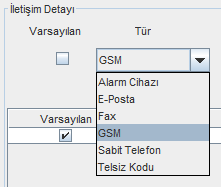 İletişim Detayı
Varsayılan Tür
GSM
Alarm Cihazı
E-Posta
Fax
GSM
Sabit Telefon
Telsiz Kodu
Varsayılan